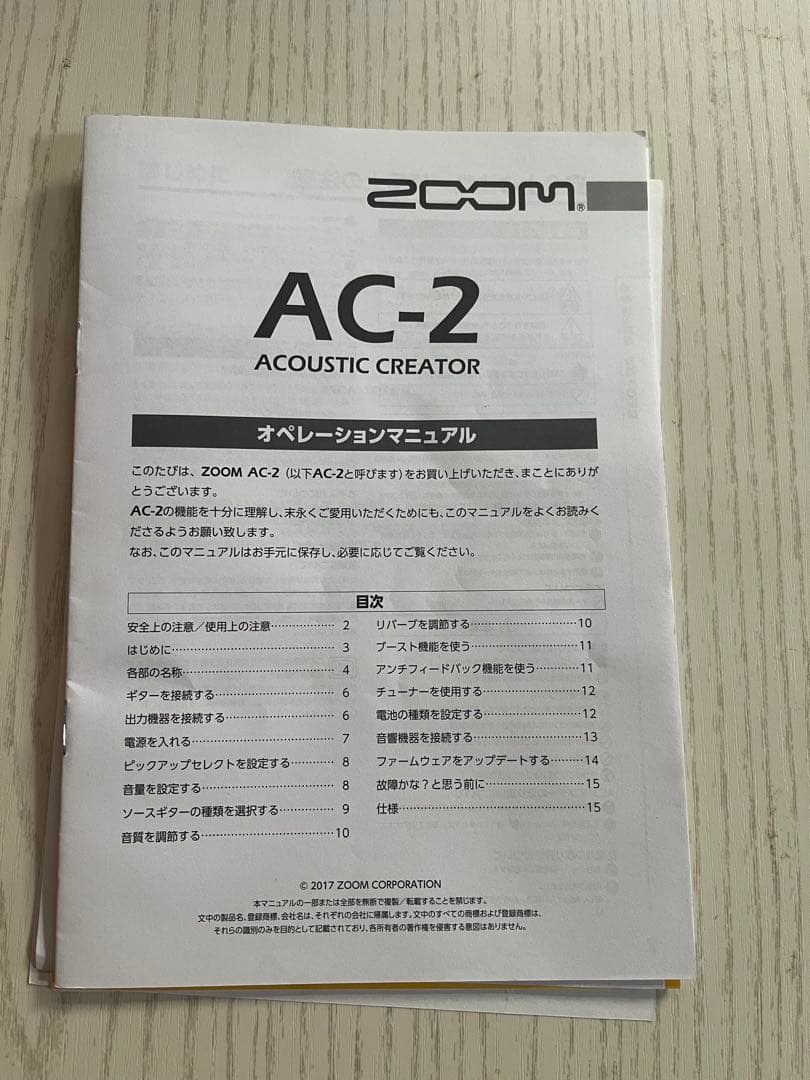 ZOOM®
AC-2
ACOUSTIC CREATOR
オペレーションマニュアル
このたびは、ZOOM AC-2（以下AC-2と呼びます）をお買い上げいただき、まことにありが
とうございます。
AC-2の機能を十分に理解し、末永くご愛用いただくためにも、このマニュアルをよくお読みく
ださるようお願い致します。
なお、このマニュアルはお手元に保存し、必要に応じてご覧ください。
目次
安全上の注意／使用上の注意 ……………… 2
はじめに ……………………………………… 3
各部の名称 …………………………………… 4
ギターを接続する …………………………… 6
出力機器を接続する ………………………… 6
電源を入れる ………………………………… 7
ピックアップセレクトを設定する ………… 8
音量を設定する ……………………………… 8
ソースギターの種類を選択する …………… 9
音質を調節する ……………………………… 10
リバーブを調節する ………………………… 10
ブースト機能を使う ………………………… 11
アンチフィードバック機能を使う ………… 11
チューナーを使用する ……………………… 12
電池の種類を設定する ……………………… 12
音響機器を接続する ………………………… 13
ファームウェアをアップデートする ……… 14
故障かな？と思う前に ……………………… 15
仕様 …………………………………………… 15
© 2017 ZOOM CORPORATION
本マニュアルの一部または全部を無断で複製／転載することを禁じます。
文中の製品名、登録商標、会社名は、それぞれの会社に帰属します。文中のすべての商標および登録商標は、
それらの識別のみを目的として記載されており、各所有者の著作権を侵害する意図はありません。